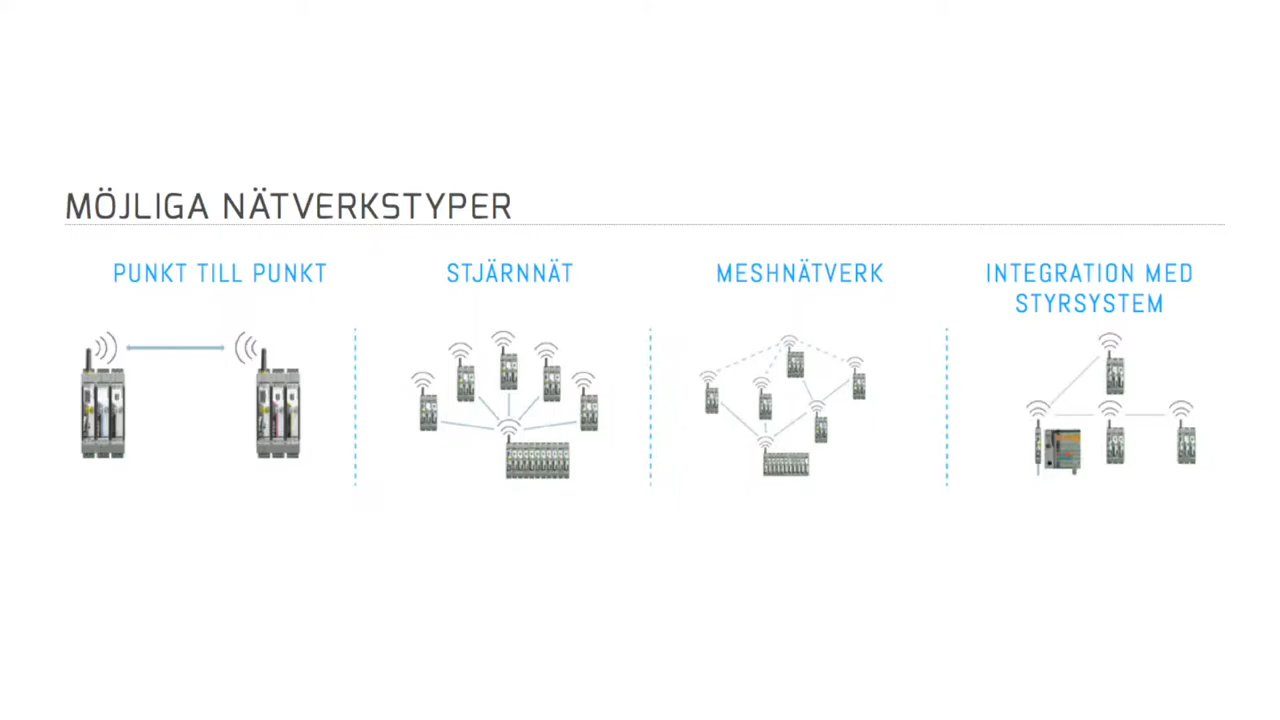 MÖJLIGA NÄTVERKSTYPER
PUNKT TILL PUNKT
STJÄRNNÄT
MESHNÄTVERK
INTEGRATION MED
STYRSYSTEM